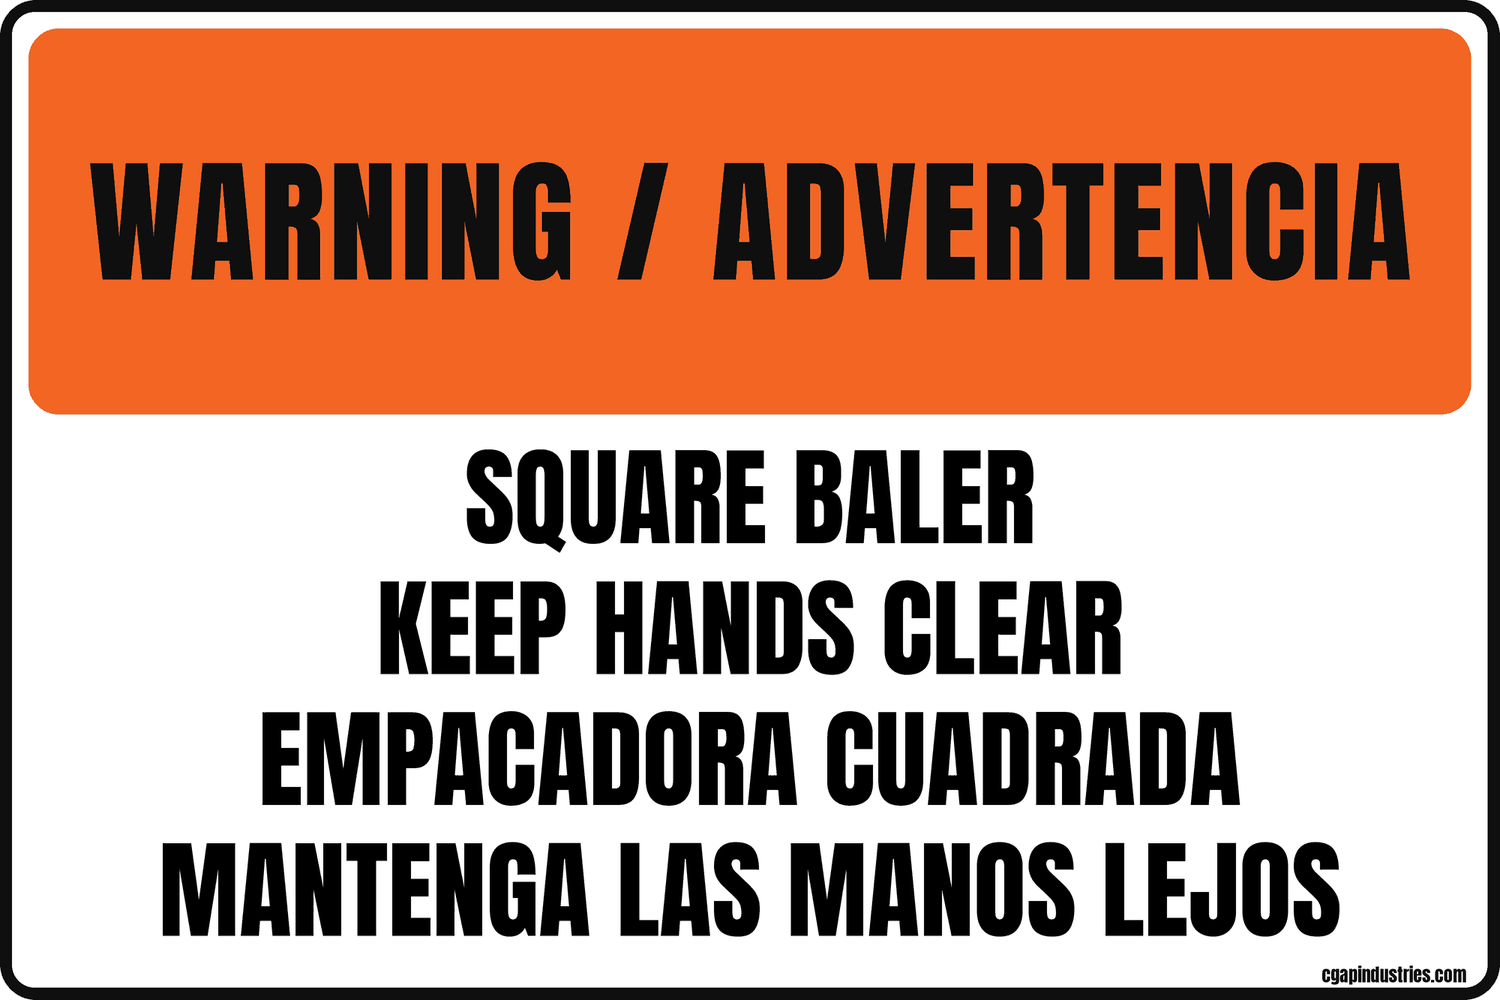 WARNING / ADVERTENCIA
SQUARE BALER
KEEP HANDS CLEAR
EMPACADORA CUADRADA
MANTENGA LAS MANOS LEJOS
cgapindustries.com